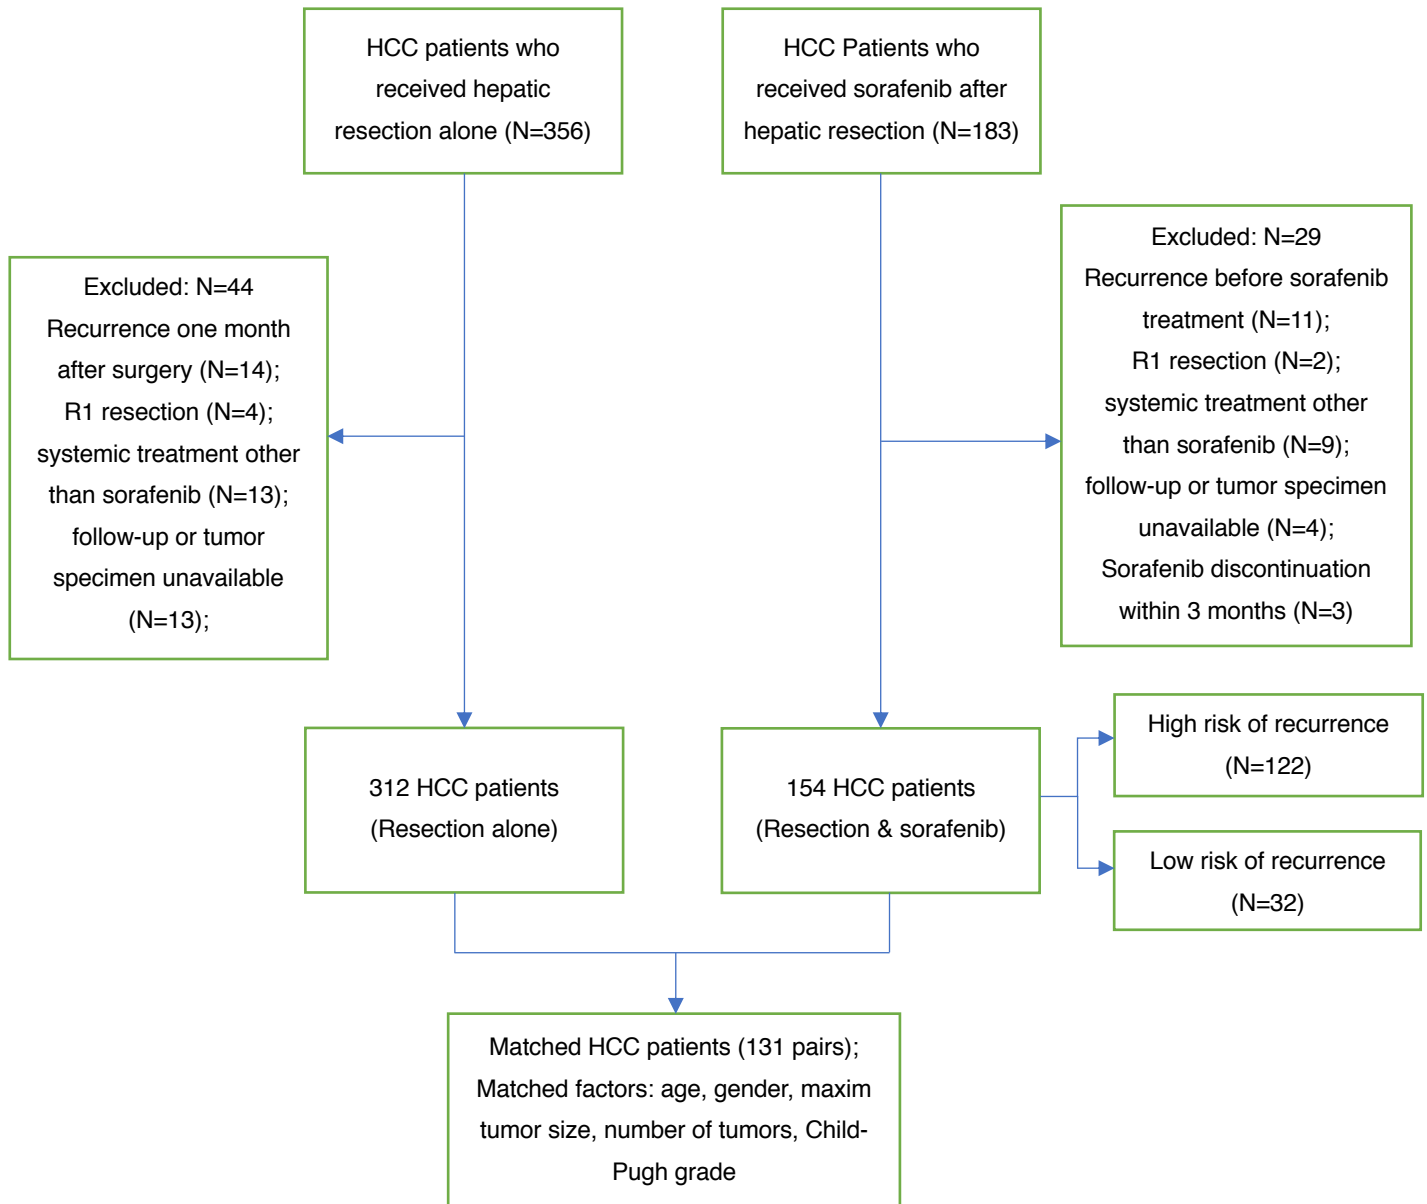 HCC patients who
received hepatic
resection alone (N=356)
HCC Patients who
received sorafenib after
hepatic resection (N=183)
Excluded: N=44
Recurrence one month
after surgery (N=14);
R1 resection (N=4);
systemic treatment other
than sorafenib (N=13);
follow-up or tumor
specimen unavailable
(N=13);
Excluded: N=29
Recurrence before sorafenib
treatment (N=11);
R1 resection (N=2);
systemic treatment other
than sorafenib (N=9);
follow-up or tumor specimen
unavailable (N=4);
Sorafenib discontinuation
within 3 months (N=3)
312 HCC patients
(Resection alone)
154 HCC patients
(Resection & sorafenib)
High risk of recurrence
(N=122)
Low risk of recurrence
(N=32)
Matched HCC patients (131 pairs);
Matched factors: age, gender, maxim
tumor size, number of tumors, Child-
Pugh grade